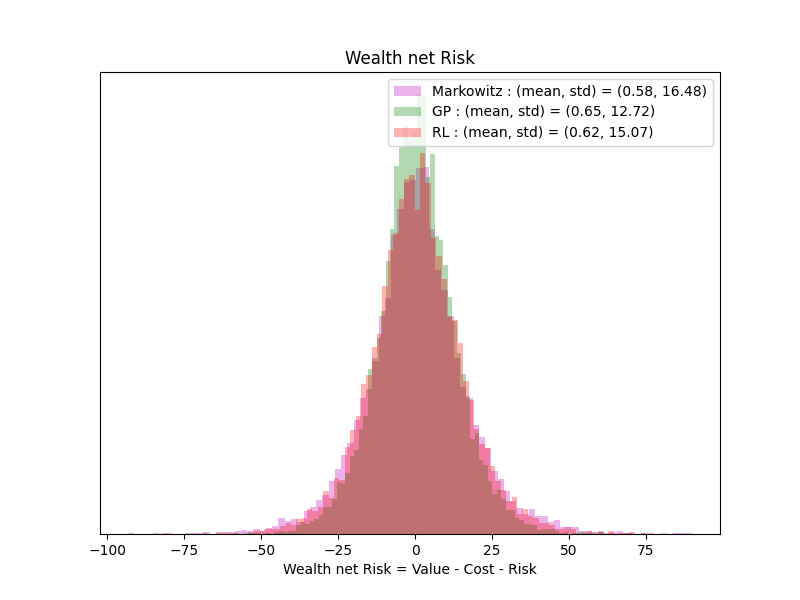 Wealth net Risk
Markowitz : (mean, std) = (0.58, 16.48)
GP : (mean, std) = (0.65, 12.72)
RL : (mean, std) = (0.62, 15.07)
−100 −75 −50 −25 0 25 50 75
Wealth net Risk = Value - Cost - Risk